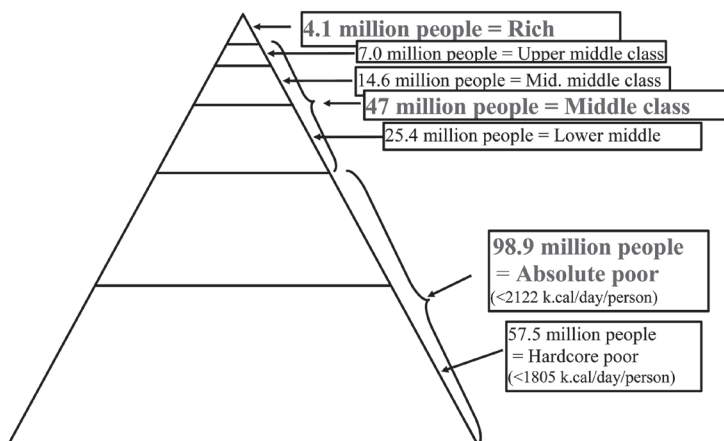 4.1 million people = Rich
7.0 million people = Upper middle class
14.6 million people = Mid. middle class
47 million people = Middle class
25.4 million people = Lower middle
98.9 million people
= Absolute poor
(<2122 k.cal/day/person)
57.5 million people
= Hardcore poor
(<1805 k.cal/day/person)